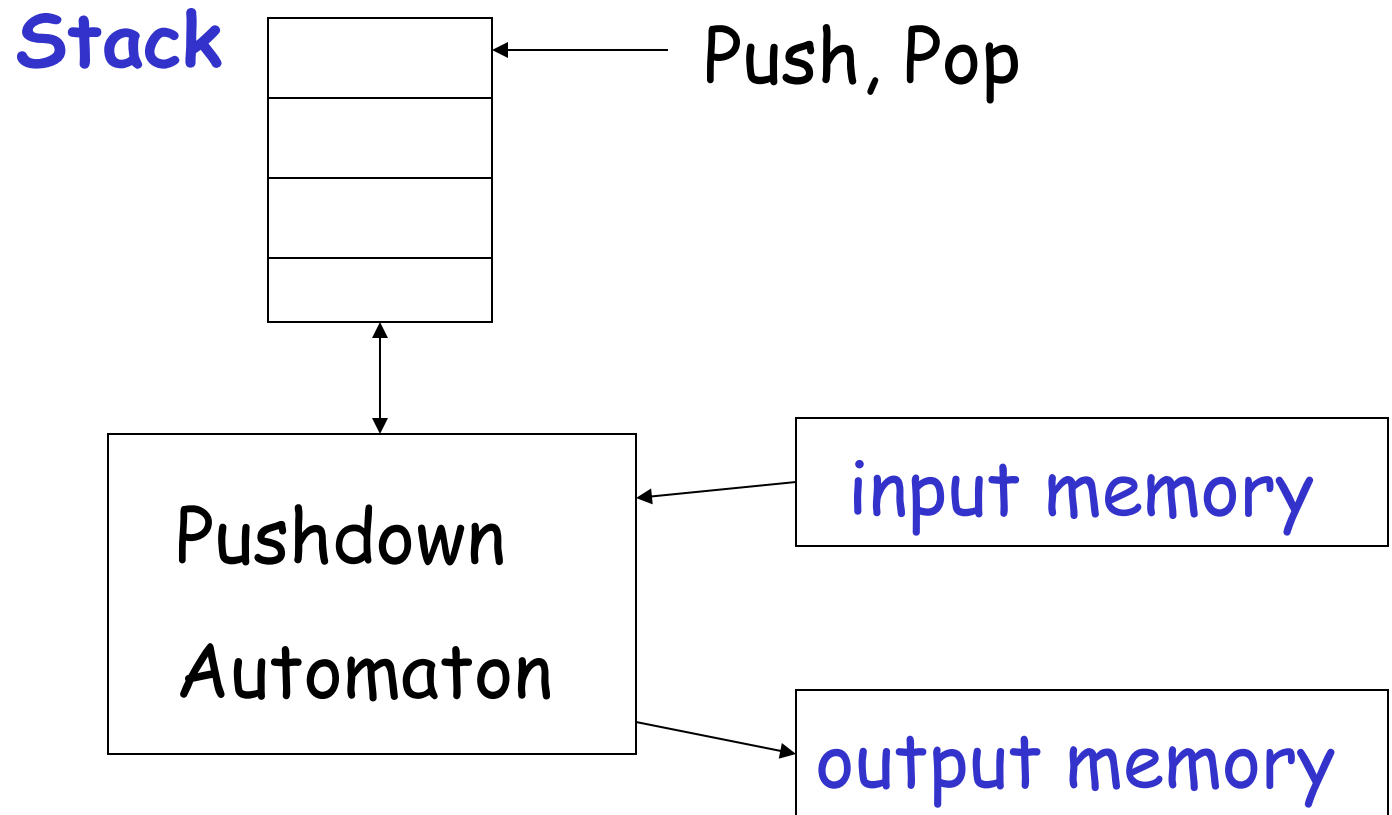 Stack
Push, Pop
input memory
Pushdown
Automaton
output memory